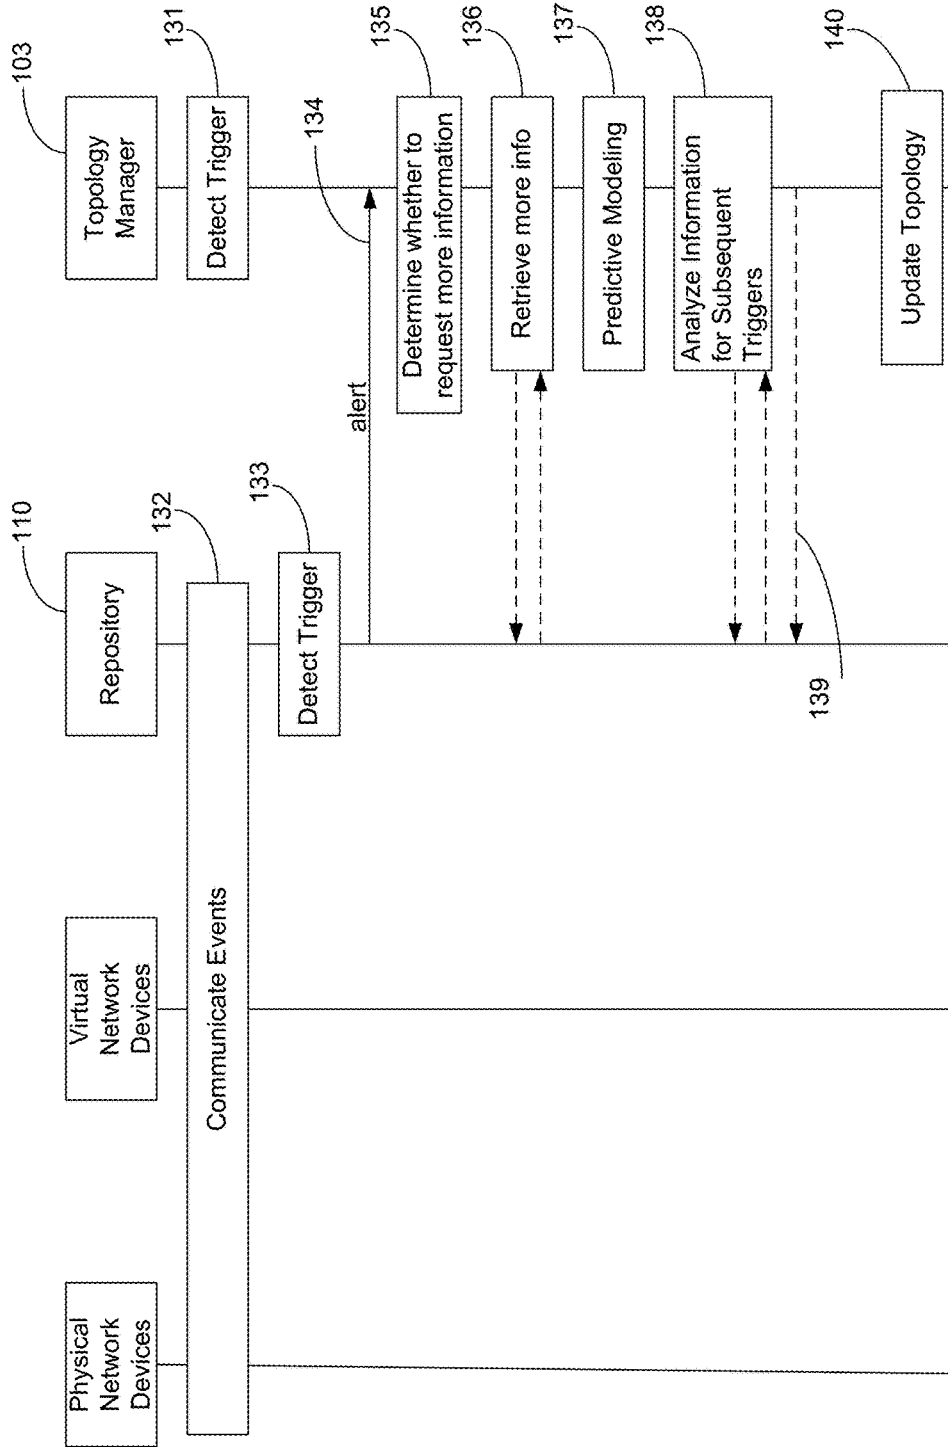 Physical
Network
Devices
Virtual
Network
Devices
Repository
110
Topology
Manager
103
Communicate Events
132
Detect Trigger
131
Detect Trigger
133
alert
134
Determine whether to
request more information
135
Retrieve more info
136
Predictive Modeling
137
Analyze Information
for Subsequent
Triggers
138
139
Update Topology
140